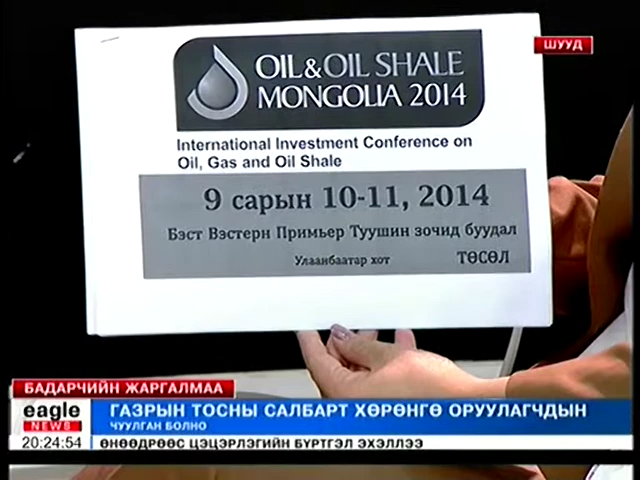 ШУУД
OIL & OIL SHALE
MONGOLIA 2014
International Investment Conference on
Oil, Gas and Oil Shale
9 сарын 10-11, 2014
Бэст Вэстерн Примьер Туушин зочид буудал
Улаанбаатар хот
ТӨСӨЛ
БАДАРЧИЙН ЖАРГАЛМАА
eagle
NEWS
ГАЗРЫН ТОСНЫ САЛБАРТ ХӨРӨНГӨ ОРУУЛАГЧДЫН
ЧУУЛГАН БОЛНО
20:24:54
ӨНӨӨДРӨӨС ЦЭЦЭРЛЭГИЙН БҮРТГЭЛ ЭХЭЛЛЭЭ